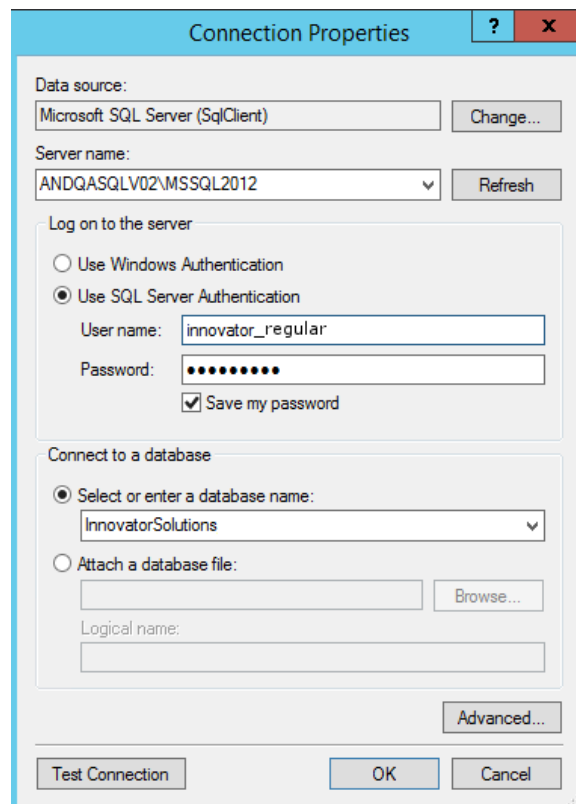 Connection Properties
?
x
Data source:
Microsoft SQL Server (SqlClient)
Change...
Server name:
ANDQASQLV02\MSSQL2012
Refresh
Log on to the server
Use Windows Authentication
Use SQL Server Authentication
User name:
innovator_regular
Password:
●●●●●●●●●
Save my password
Connect to a database
Select or enter a database name:
InnovatorSolutions
Attach a database file:
Browse...
Logical name:
Advanced...
Test Connection
OK
Cancel